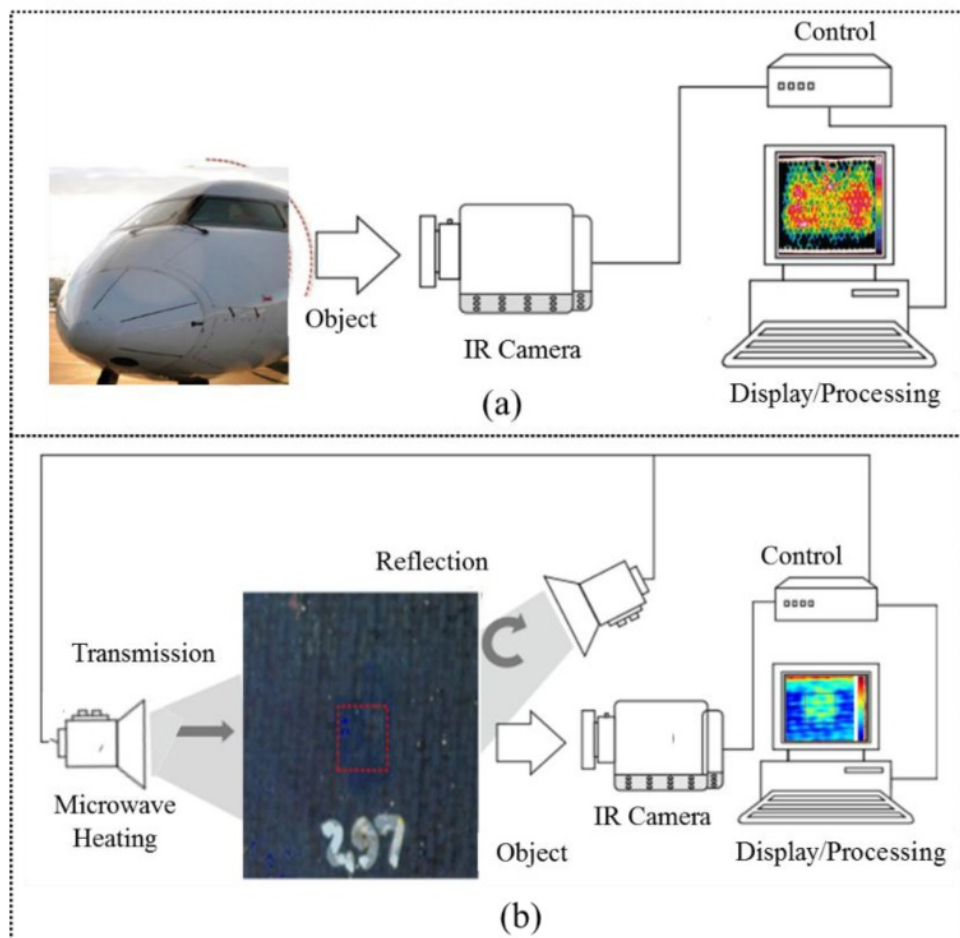 Control
Object
IR Camera
Display/Processing
(a)
Reflection
Control
Transmission
Microwave
Heating
297
IR Camera
Object
Display/Processing
(b)